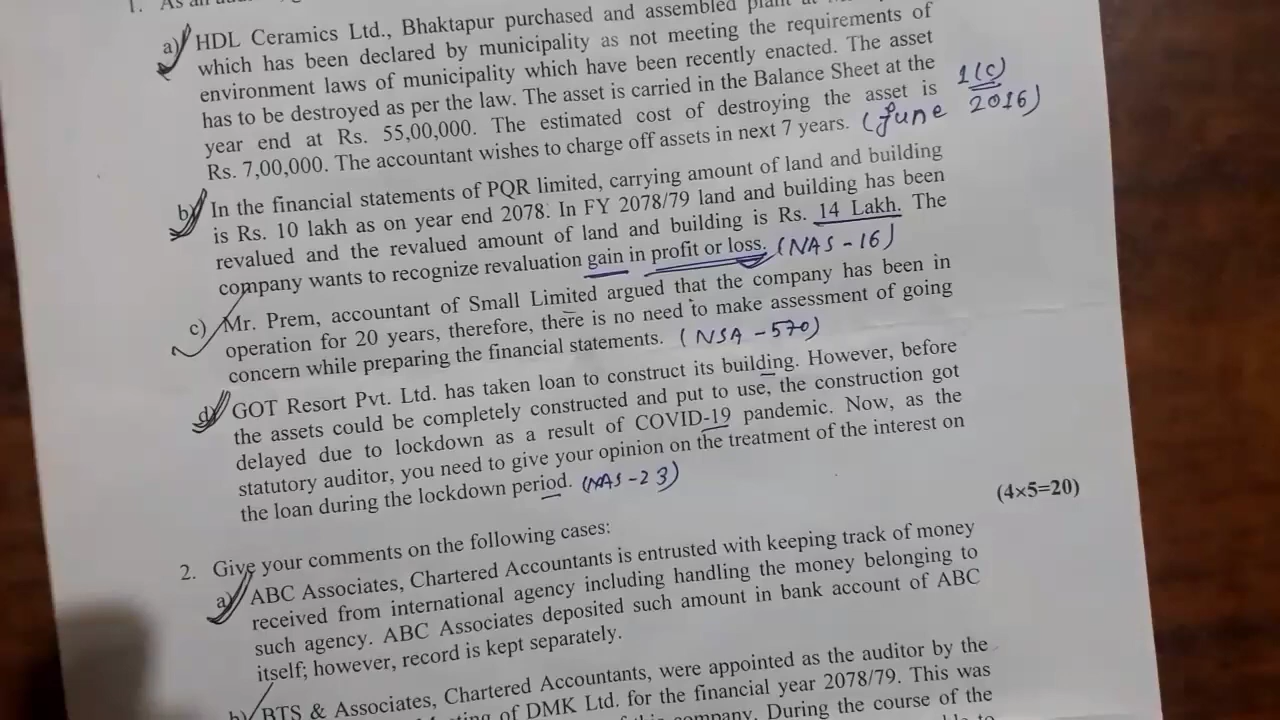 1. As an
a) HDL Ceramics Ltd., Bhaktapur purchased and assembled plant at
which has been declared by municipality as not meeting the requirements of
environment laws of municipality which have been recently enacted. The asset
has to be destroyed as per the law. The asset is carried in the Balance Sheet at the
year end at Rs. 55,00,000. The estimated cost of destroying the asset is
Rs. 7,00,000. The accountant wishes to charge off assets in next 7 years. (June 2016)
1(c)
b) In the financial statements of PQR limited, carrying amount of land and building
is Rs. 10 lakh as on year end 2078. In FY 2078/79 land and building has been
revalued and the revalued amount of land and building is Rs. 14 Lakh. The
company wants to recognize revaluation gain in profit or loss. (NAS-16)
c) Mr. Prem, accountant of Small Limited argued that the company has been in
operation for 20 years, therefore, there is no need to make assessment of going
concern while preparing the financial statements. (NSA-570)
d) GOT Resort Pvt. Ltd. has taken loan to construct its building. However, before
the assets could be completely constructed and put to use, the construction got
delayed due to lockdown as a result of COVID-19 pandemic. Now, as the
statutory auditor, you need to give your opinion on the treatment of the interest on
the loan during the lockdown period. (NAS-23)
(4×5=20)
2. Give your comments on the following cases:
a) ABC Associates, Chartered Accountants is entrusted with keeping track of money
received from international agency including handling the money belonging to
such agency. ABC Associates deposited such amount in bank account of ABC
itself; however, record is kept separately.
b) BTS & Associates, Chartered Accountants, were appointed as the auditor by the
of DMK Ltd. for the financial year 2078/79. This was
company. During the course of the